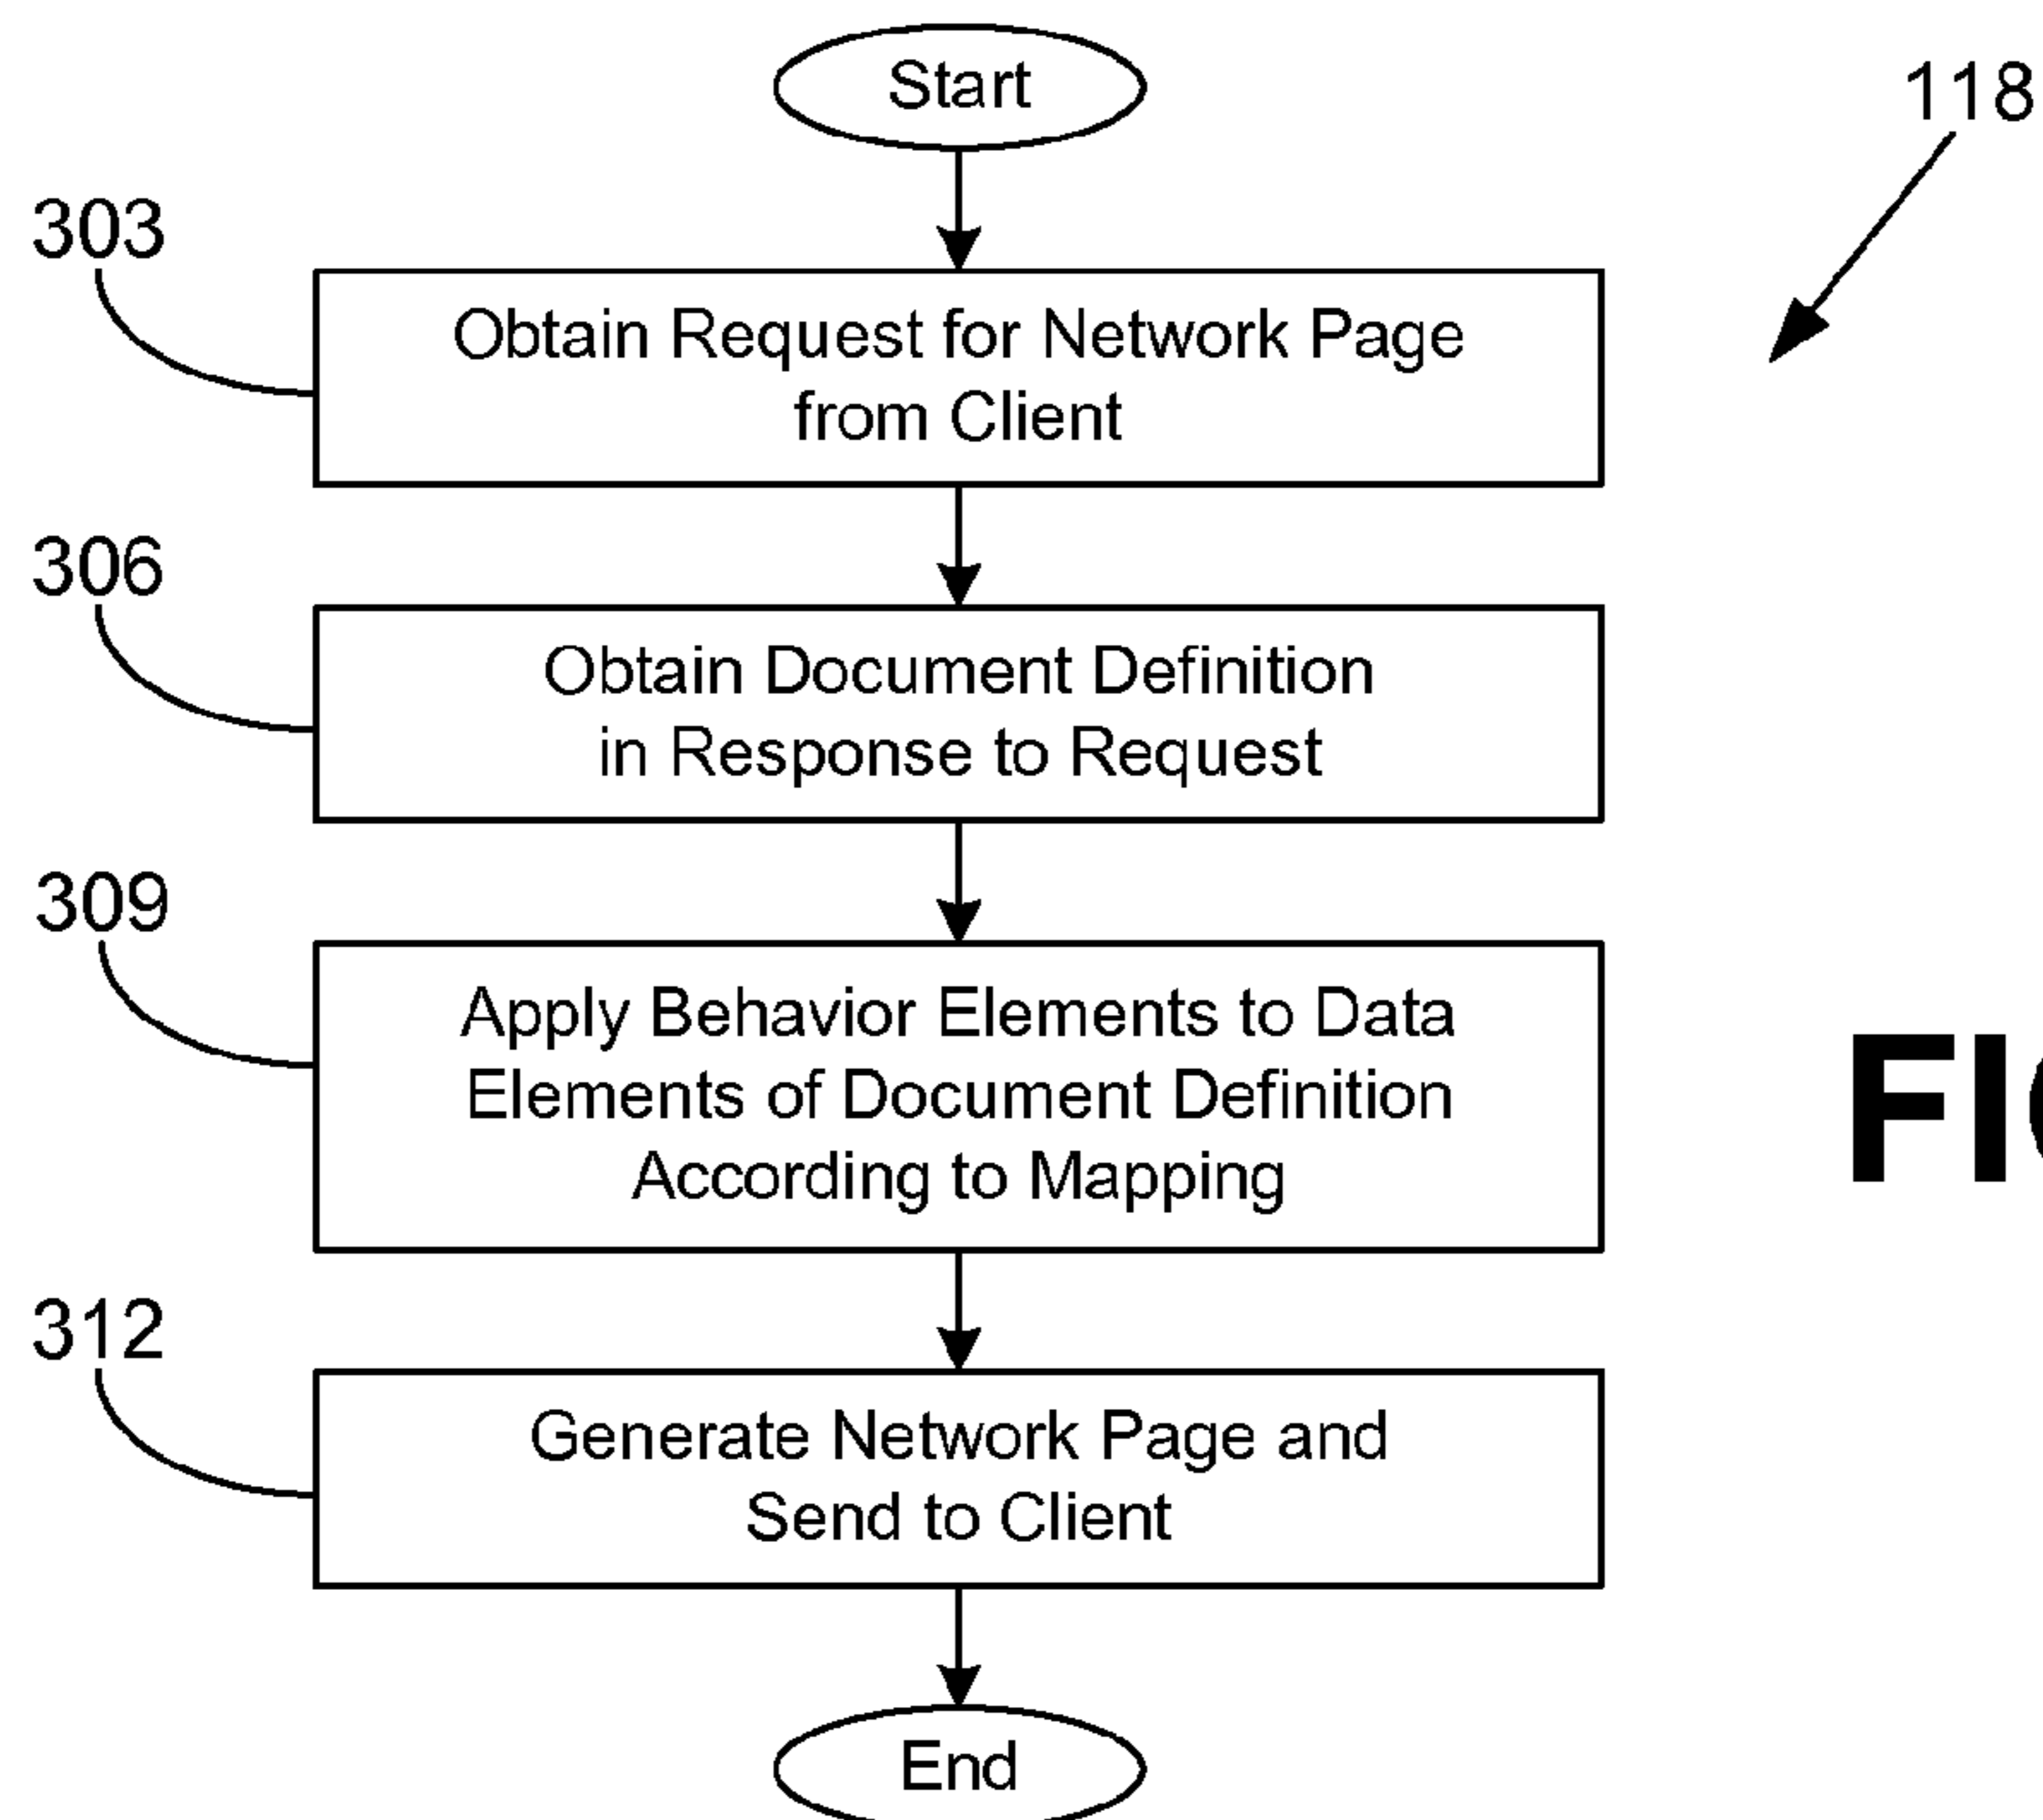 Start
118
303
Obtain Request for Network Page
from Client
306
Obtain Document Definition
in Response to Request
309
Apply Behavior Elements to Data
Elements of Document Definition
According to Mapping
312
Generate Network Page and
Send to Client
End